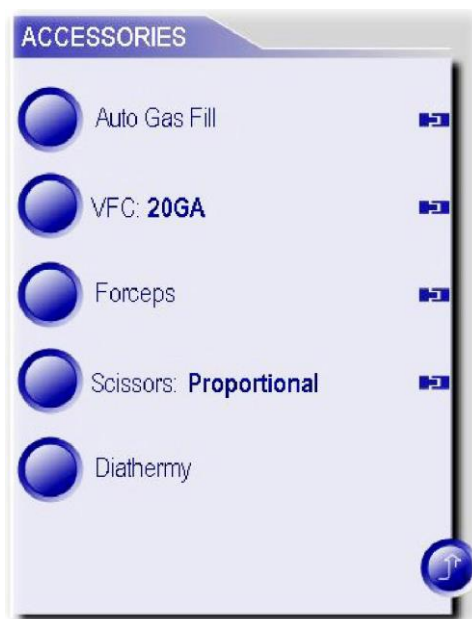 ACCESSORIES
Auto Gas Fill
VFC: 20GA
Forceps
Scissors: Proportional
Diathermy